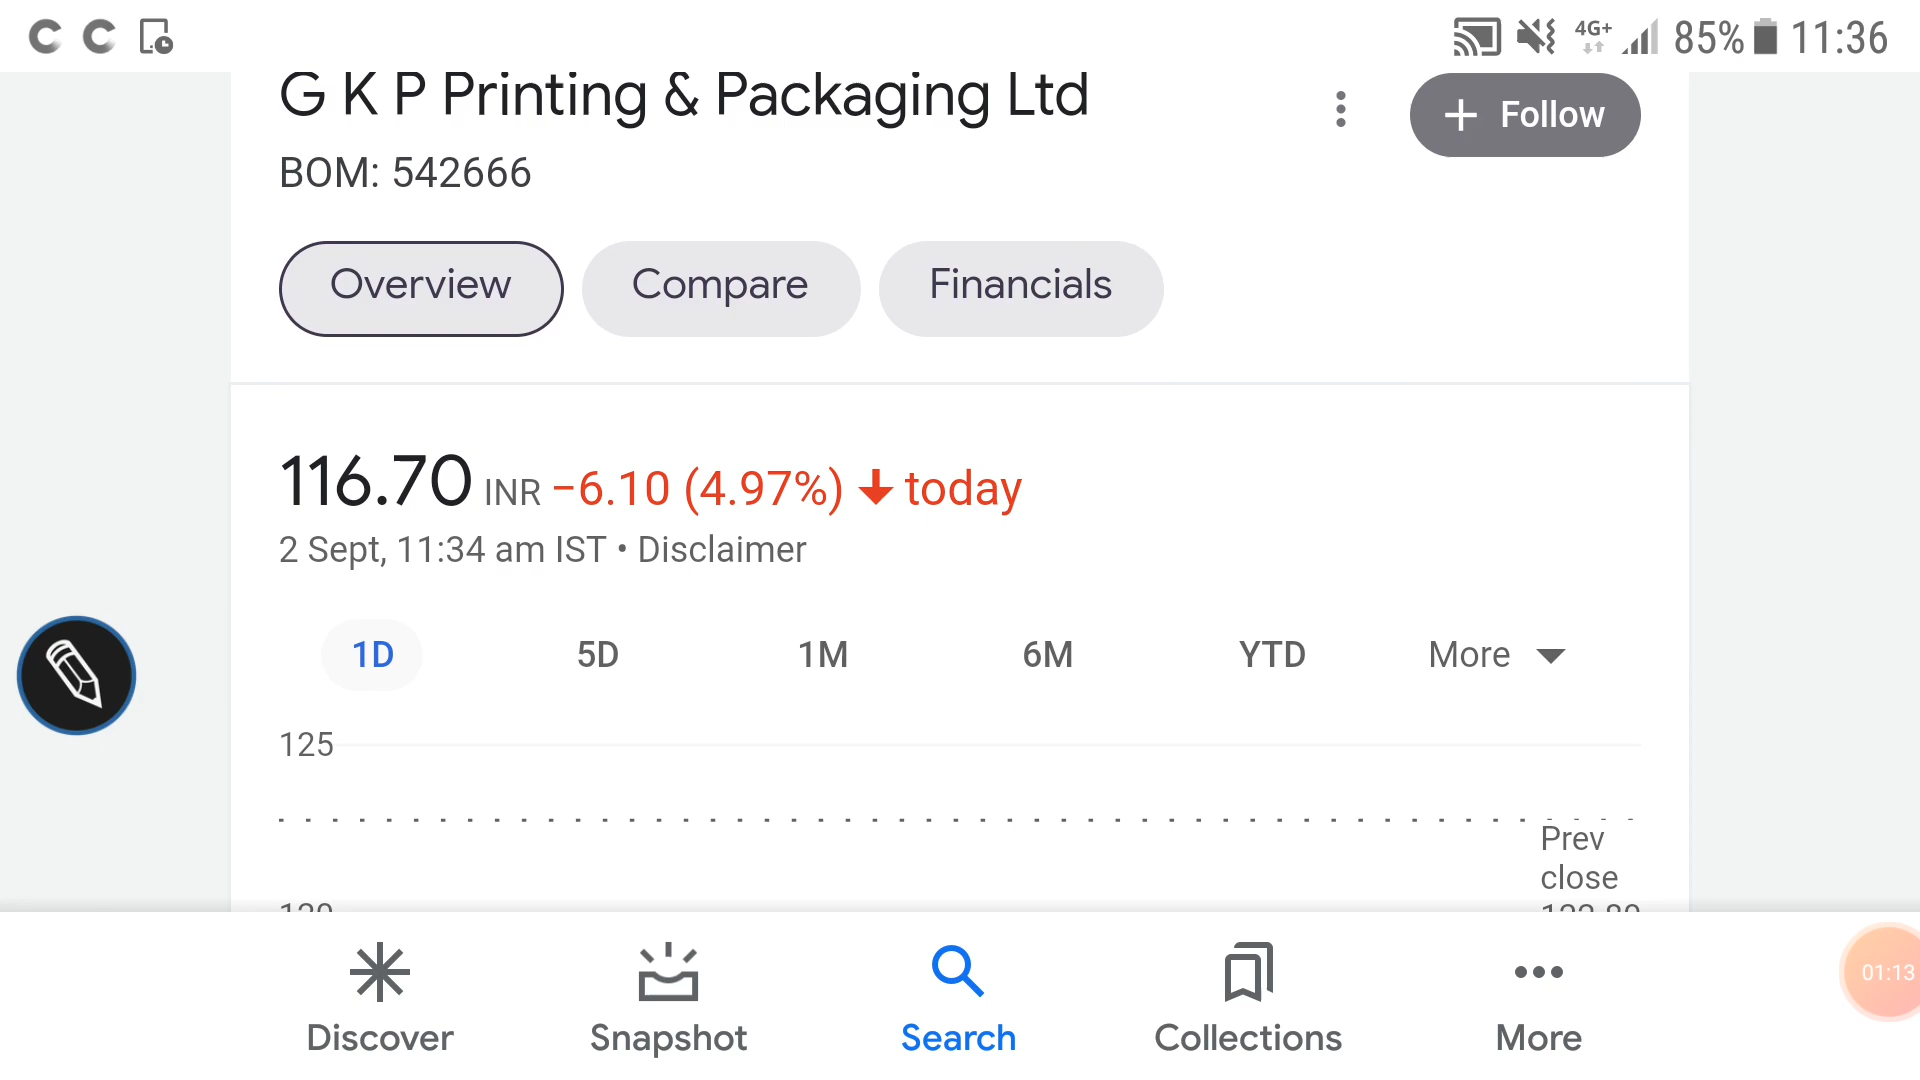 4G+ 85% 11:36
G K P Printing & Packaging Ltd
+ Follow
BOM: 542666
Overview Compare Financials
116.70 INR −6.10 (4.97%) today
2 Sept, 11:34 am IST • Disclaimer
1D 5D 1M 6M YTD More
125
Prev
close
01:13
Discover Snapshot Search Collections More